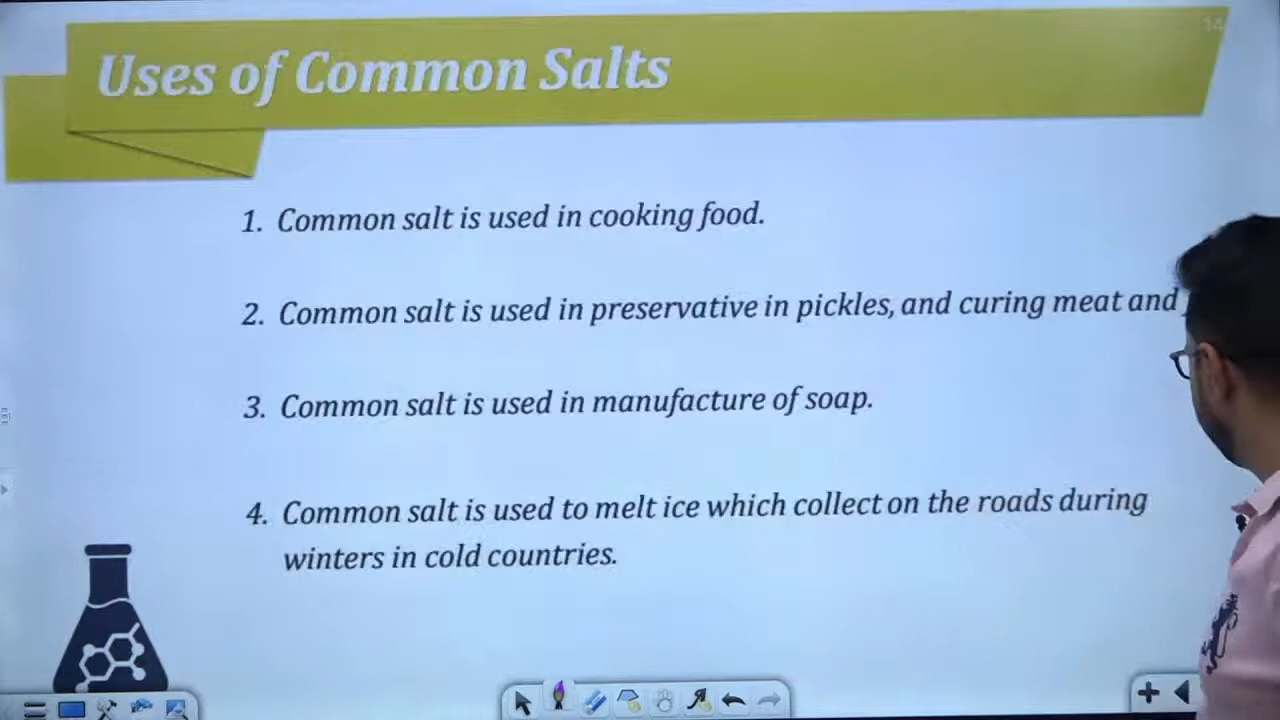 14
Uses of Common Salts
1. Common salt is used in cooking food.
2. Common salt is used in preservative in pickles, and curing meat and
3. Common salt is used in manufacture of soap.
4. Common salt is used to melt ice which collect on the roads during
winters in cold countries.